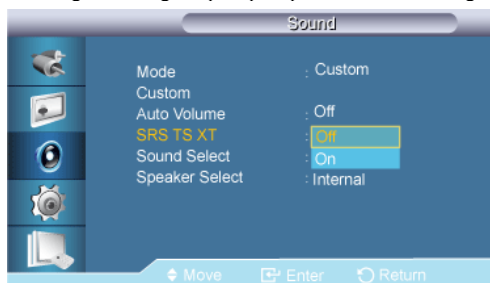 Sound
Mode : Custom
Custom
Auto Volume : Off
SRS TS XT : Off
On
Sound Select :
Speaker Select : Internal
Move Enter Return